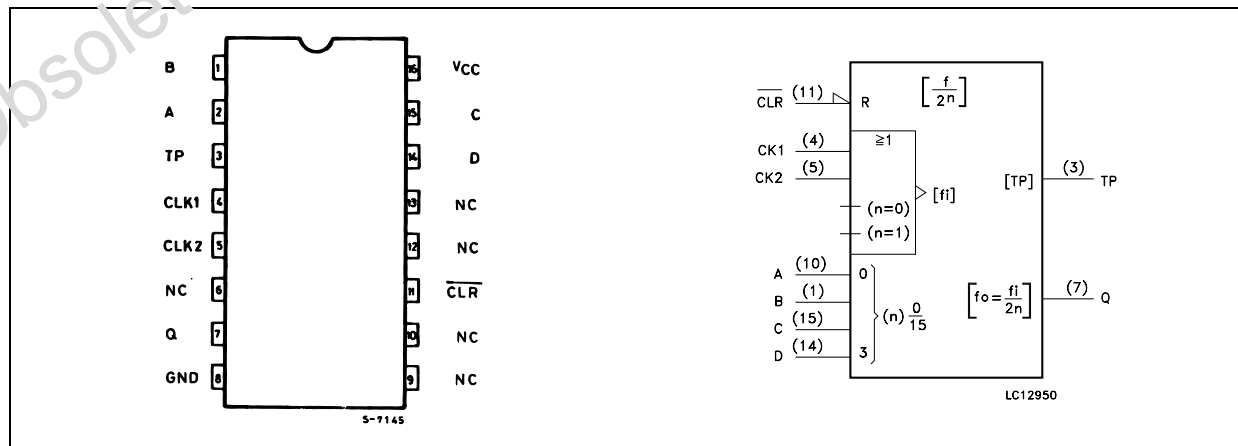 obsolet
B 1 16 VCC
A 2 15 C
TP 3 14 D
CLK1 4 13 NC
CLK2 5 12 NC
NC 6 11 CLR
Q 7 10 NC
GND 8 9 NC
S-7145
CLR (11) R [f/2n]
CK1 (4) ≧1
CK2 (5) [fi] [TP] (3) TP
(n=0)
(n=1)
A (10) 0
B (1) (n) 0/15 [fo=fi/2n] (7) Q
C (15)
D (14) 3
LC12950